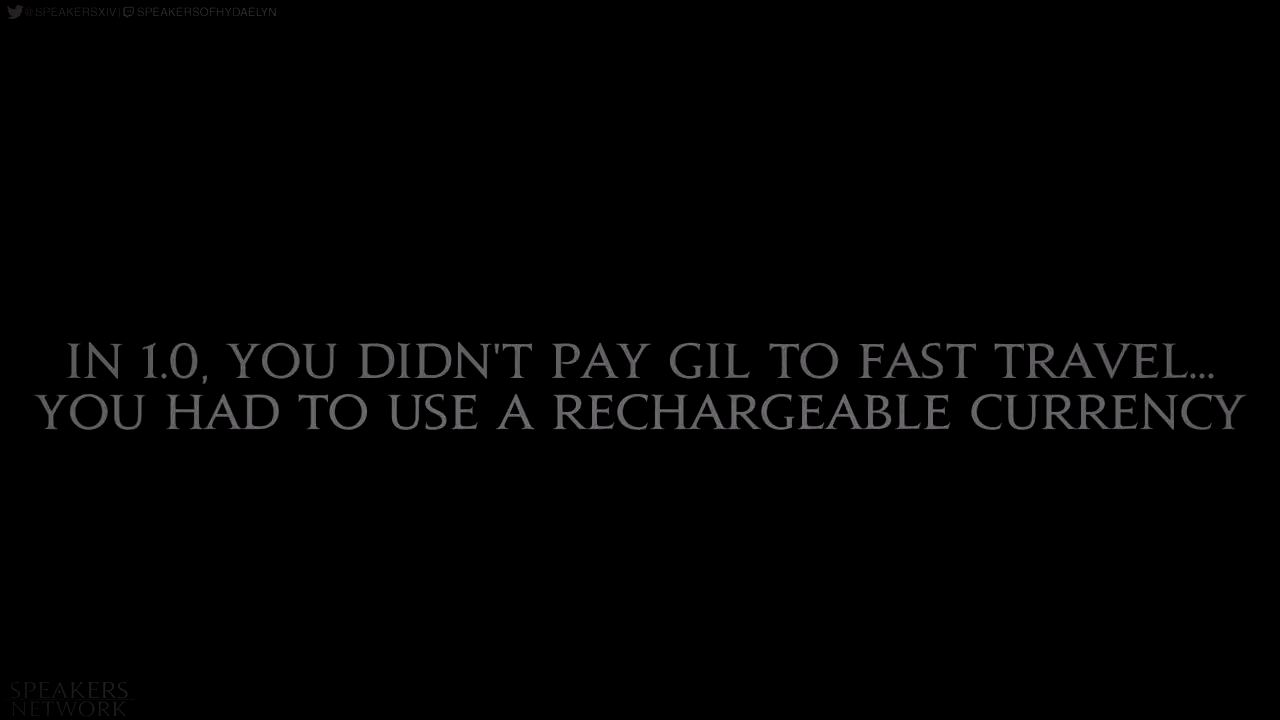 @SPEAKERSXIV | SPEAKERSOFHYDAELYN
IN 1.0, YOU DIDN'T PAY GIL TO FAST TRAVEL...
YOU HAD TO USE A RECHARGEABLE CURRENCY
SPEAKERS
NETWORK